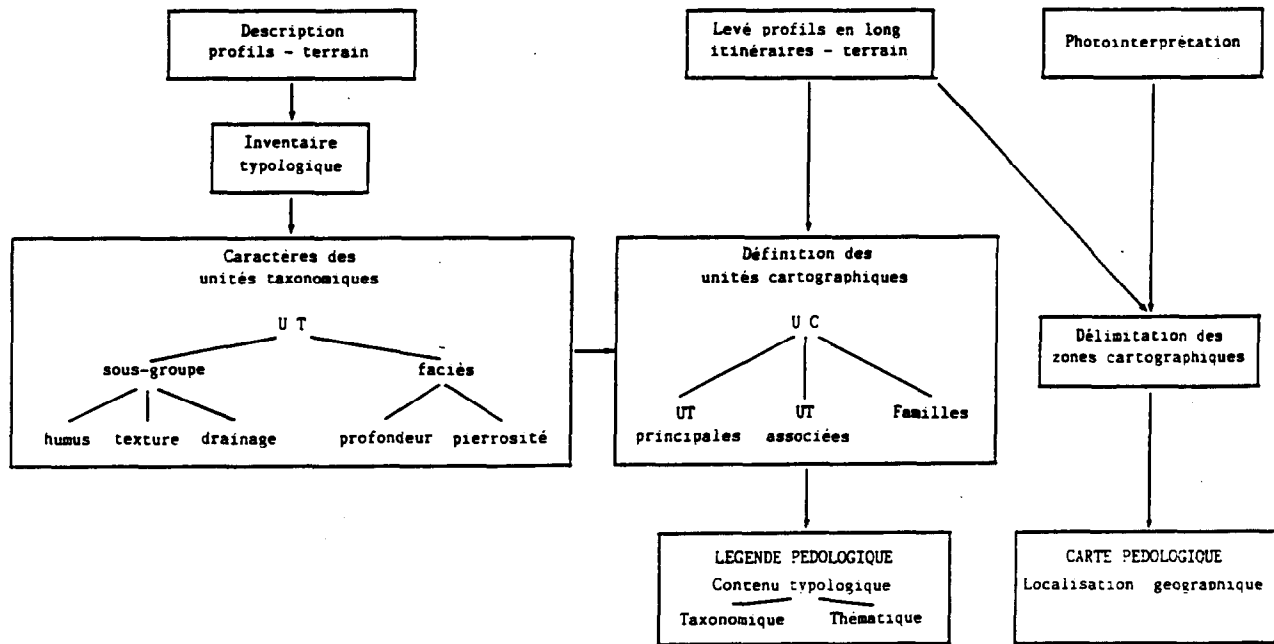 Description
profils - terrain
Levé profils en long
itinéraires - terrain
Photointerprétation
Inventaire
typologique
Caractères des
unités taxonomiques
U T
sous-groupe
faciès
humus texture drainage
profondeur pierrosité
Définition des
unités cartographiques
U C
UT
principales
UT
associées
Familles
Délimitation des
zones cartographiques
LEGENDE PEDOLOGIQUE
Contenu typologique
Taxonomique Thématique
CARTE PEDOLOGIQUE
Localisation geographique